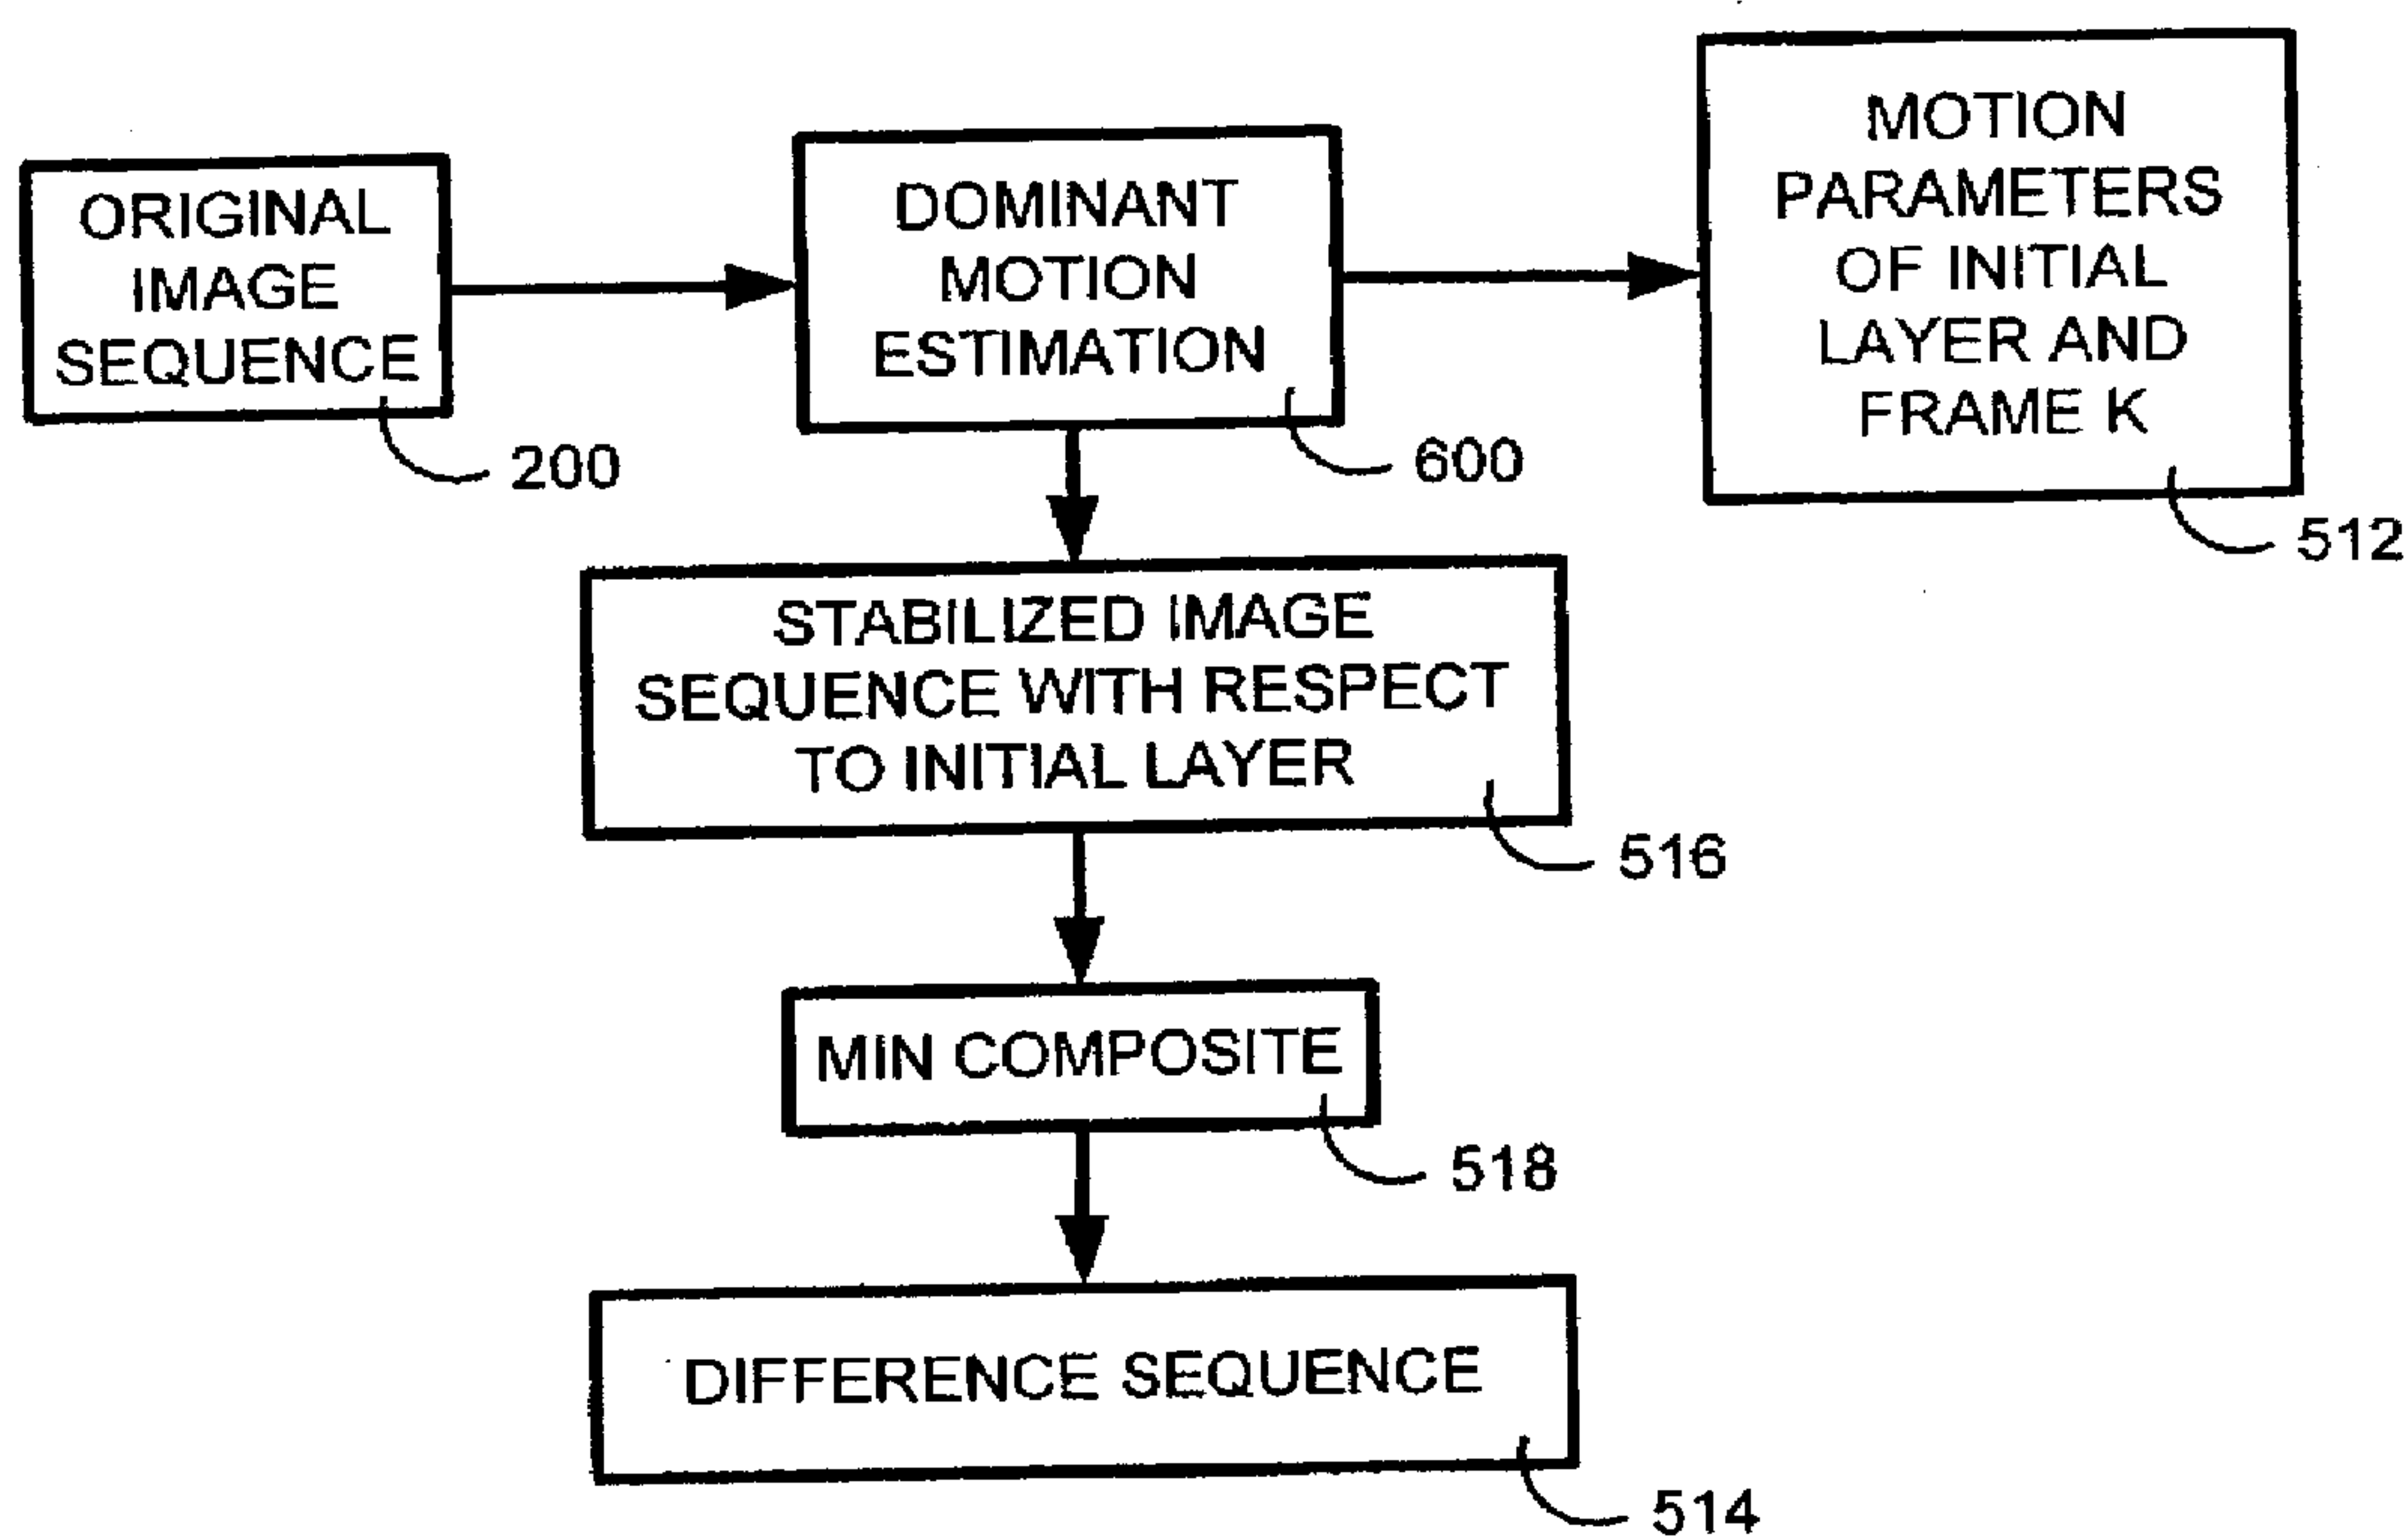 ORIGINAL
IMAGE
SEQUENCE
200
DOMINANT
MOTION
ESTIMATION
600
MOTION
PARAMETERS
OF INITIAL
LAYER AND
FRAME K
512
STABILIZED IMAGE
SEQUENCE WITH RESPECT
TO INITIAL LAYER
516
MIN COMPOSITE
518
DIFFERENCE SEQUENCE
514